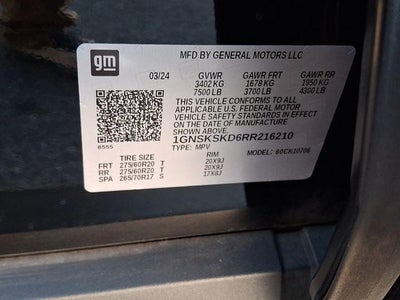 gm
MFD BY GENERAL MOTORS LLC
03/24 GVWR GAWR FRT GAWR RR
3402 KG 1678 KG 1950 KG
7500 LB 3700 LB 4300 LB
THIS VEHICLE CONFORMS TO ALL
APPLICABLE U.S. FEDERAL MOTOR
VEHICLE SAFETY STANDARDS IN
EFFECT ON THE DATE OF
MANUFACTURE SHOWN ABOVE.
1GNSKSKD6RR216210
8555 TYPE: MPV MODEL: 80CK10706
TIRE SIZE RIM
FRT 275/60R20 T 20X9J
RR 275/60R20 T 20X9J
SPA 265/70R17 S 17X8J